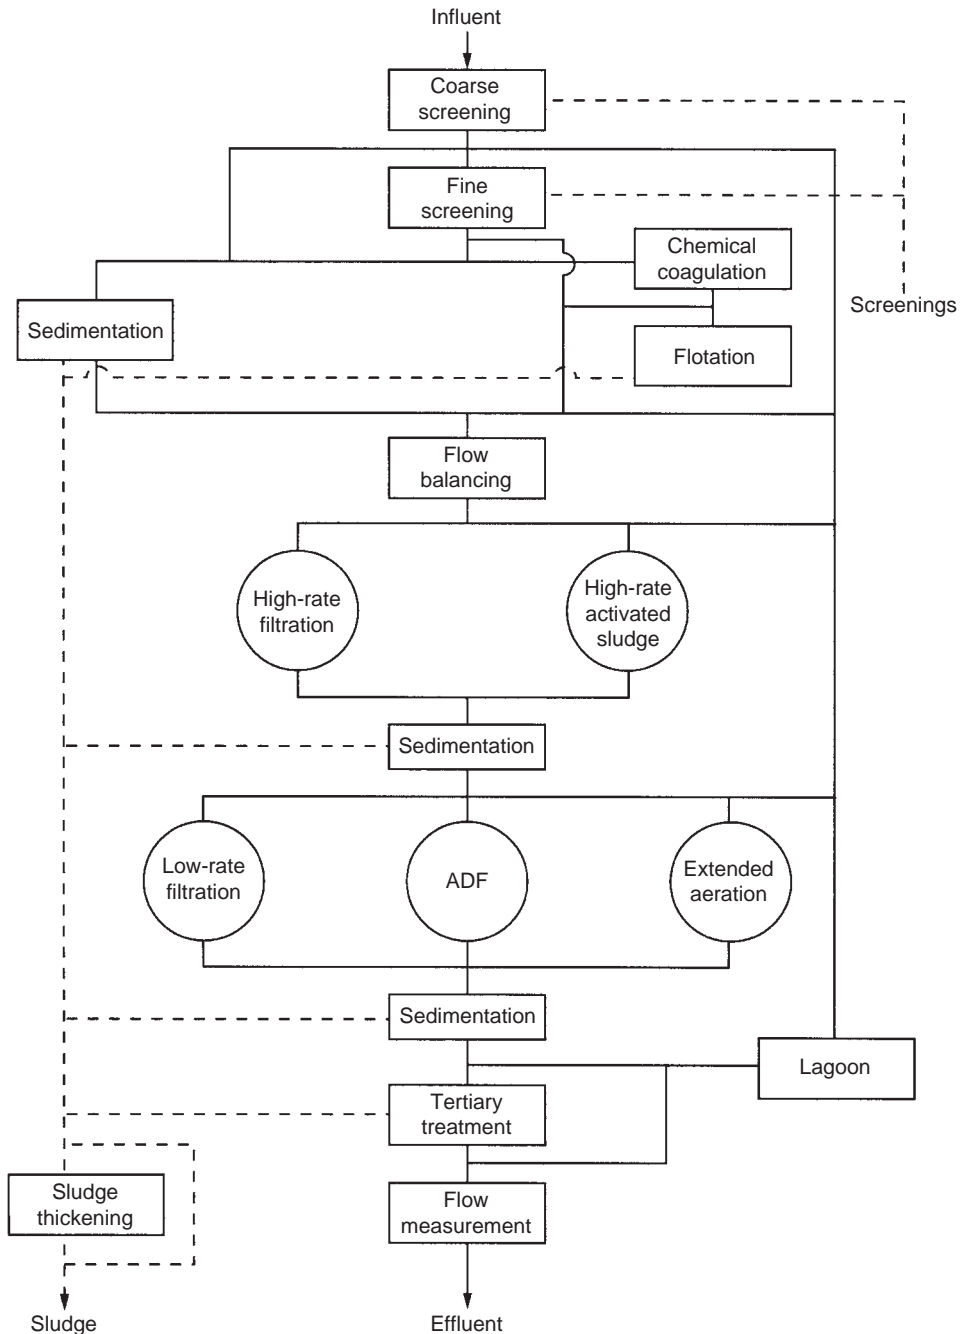 Influent
Coarse
screening
Fine
screening
Chemical
coagulation
Screenings
Sedimentation
Flotation
Flow
balancing
High-rate
filtration
High-rate
activated
sludge
Sedimentation
Low-rate
filtration
ADF
Extended
aeration
Sedimentation
Lagoon
Tertiary
treatment
Sludge
thickening
Flow
measurement
Sludge
Effluent